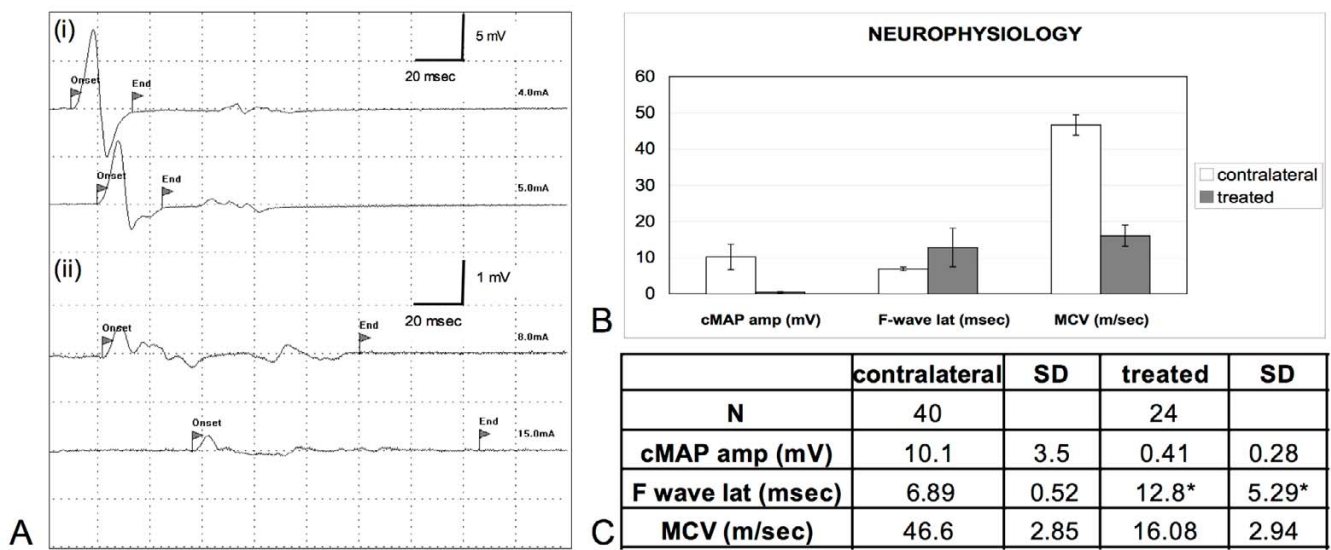 (i)
5 mV
20 msec
Onset
End
4.0mA
Onset
End
5.0mA
(ii)
1 mV
20 msec
Onset
End
8.0mA
Onset
End
15.0mA
A
NEUROPHYSIOLOGY
60
50
40
30
20
10
0
cMAP amp (mV) F-wave lat (msec) MCV (m/sec)
contralateral
treated
B
contralateral SD treated SD
N 40 24
cMAP amp (mV) 10.1 3.5 0.41 0.28
F wave lat (msec) 6.89 0.52 12.8* 5.29*
MCV (m/sec) 46.6 2.85 16.08 2.94
C